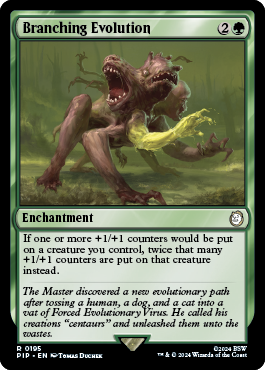 Branching Evolution 2
Enchantment
If one or more +1/+1 counters would be put
on a creature you control, twice that many
+1/+1 counters are put on that creature
instead.
The Master discovered a new evolutionary path
after tossing a human, a dog, and a cat into a
vat of Forced Evolutionary Virus. He called his
creations “centaurs” and unleashed them unto the
wastes.
R 0195
PIP • EN Tomas Duchek
©2024 BSW
™ & © 2024 Wizards of the Coast